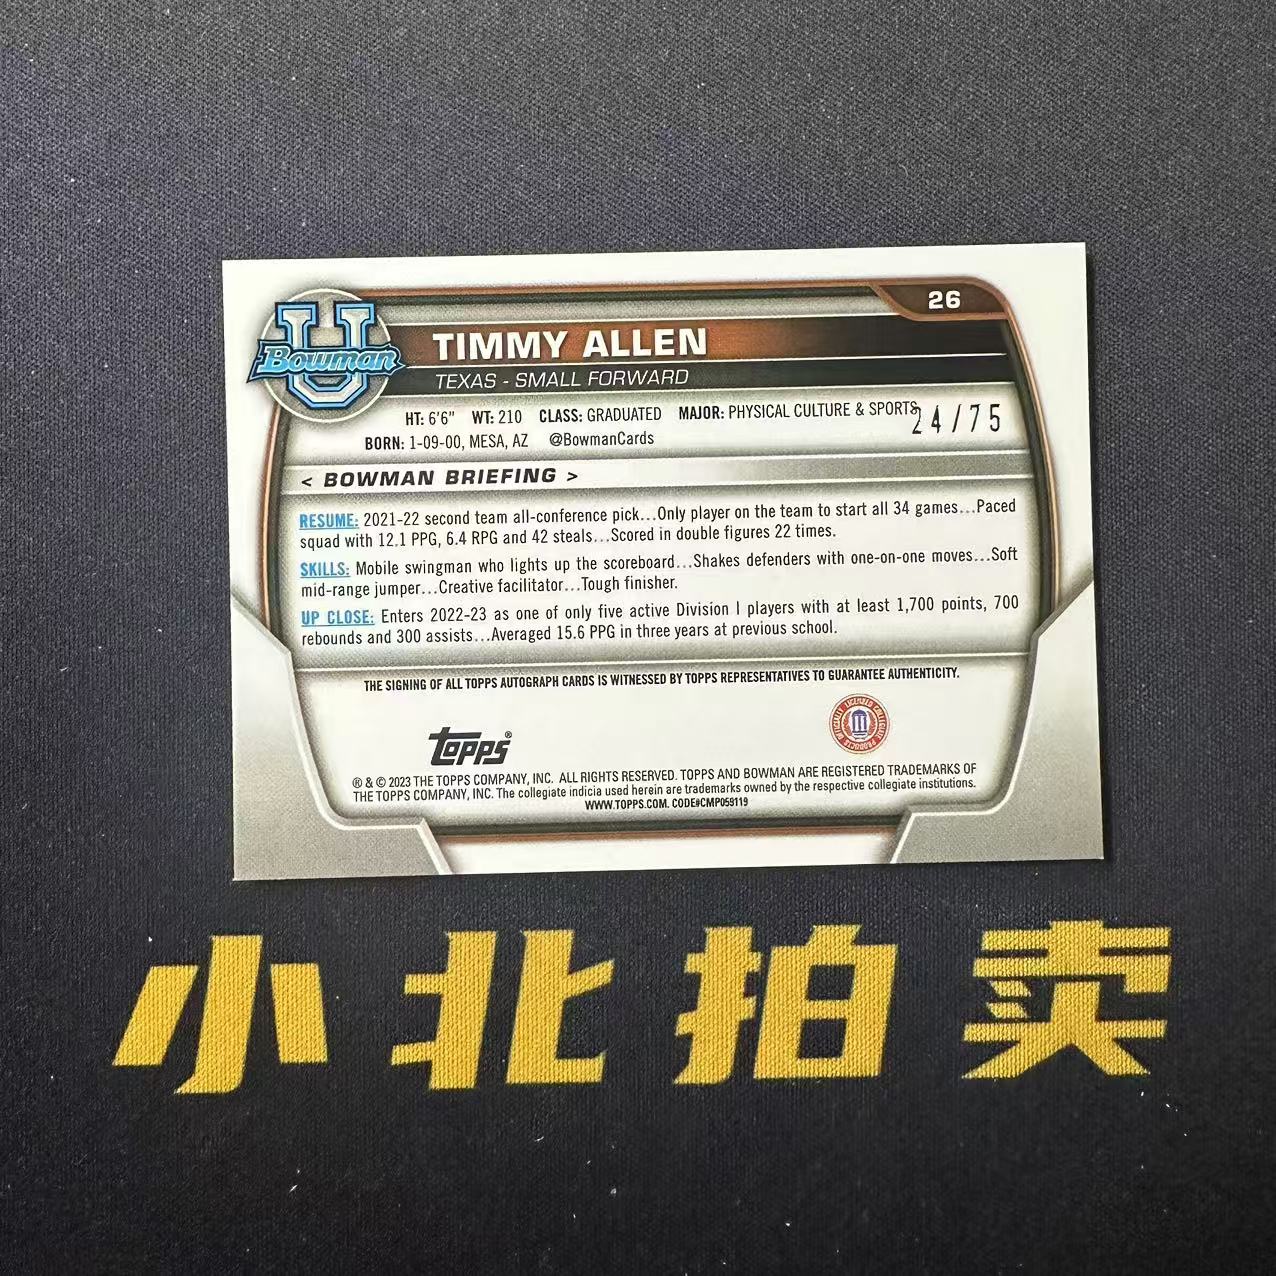 26
U
Bowman
TIMMY ALLEN
TEXAS - SMALL FORWARD
HT: 6'6" WT: 210 CLASS: GRADUATED MAJOR: PHYSICAL CULTURE & SPORTS
24/75
BORN: 1-09-00, MESA, AZ @BowmanCards
< BOWMAN BRIEFING >
RESUME: 2021-22 second team all-conference pick...Only player on the team to start all 34 games...Paced
squad with 12.1 PPG, 6.4 RPG and 42 steals...Scored in double figures 22 times.
SKILLS: Mobile swingman who lights up the scoreboard...Shakes defenders with one-on-one moves...Soft
mid-range jumper...Creative facilitator...Tough finisher.
UP CLOSE: Enters 2022-23 as one of only five active Division I players with at least 1,700 points, 700
rebounds and 300 assists...Averaged 15.6 PPG in three years at previous school.
THE SIGNING OF ALL TOPPS AUTOGRAPH CARDS IS WITNESSED BY TOPPS REPRESENTATIVES TO GUARANTEE AUTHENTICITY.
Topps®
OFFICIALLY LICENSED COLLEGIATE PRODUCTS
® & © 2023 THE TOPPS COMPANY, INC. ALL RIGHTS RESERVED. TOPPS AND BOWMAN ARE REGISTERED TRADEMARKS OF
THE TOPPS COMPANY, INC. The collegiate indicia used herein are trademarks owned by the respective collegiate institutions.
WWW.TOPPS.COM. CODE#CMP059119
小北拍卖